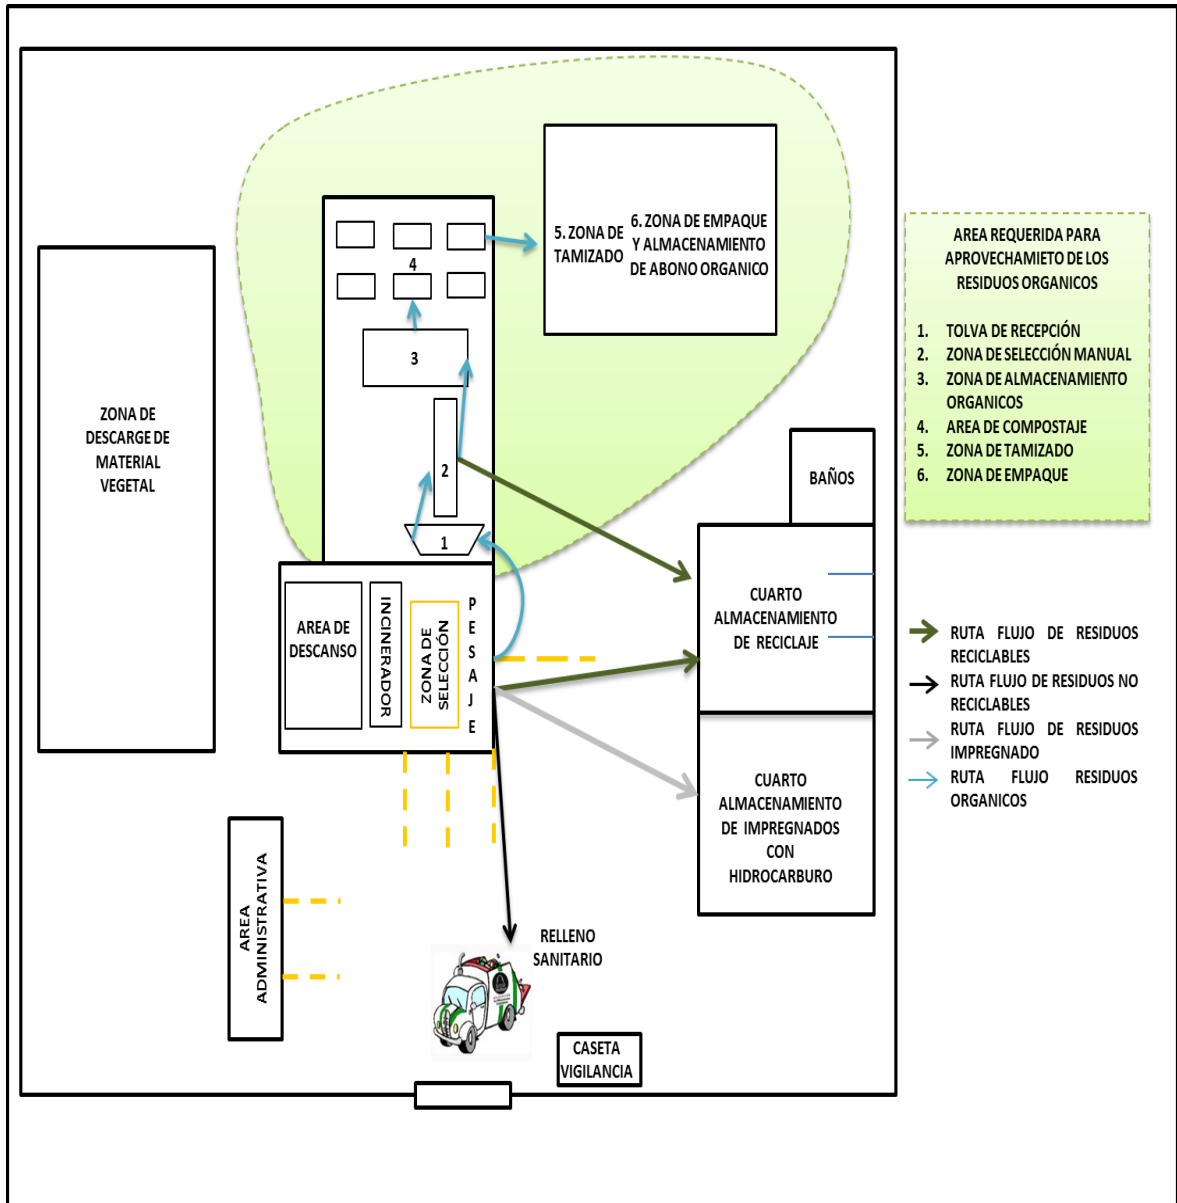 5. ZONA DE
TAMIZADO
6. ZONA DE EMPAQUE
Y ALMACENAMIENTO
DE ABONO ORGANICO
4
3
2
1
ZONA DE
DESCARGE DE
MATERIAL
VEGETAL
AREA REQUERIDA PARA
APROVECHAMIETO DE LOS
RESIDUOS ORGANICOS
1. TOLVA DE RECEPCIÓN
2. ZONA DE SELECCIÓN MANUAL
3. ZONA DE ALMACENAMIENTO
ORGANICOS
4. AREA DE COMPOSTAJE
5. ZONA DE TAMIZADO
6. ZONA DE EMPAQUE
BAÑOS
AREA DE
DESCANSO
INCINERADOR
ZONA DE
SELECCIÓN
P
E
S
A
J
E
CUARTO
ALMACENAMIENTO
DE RECICLAJE
CUARTO
ALMACENAMIENTO
DE IMPREGNADOS
CON
HIDROCARBURO
RUTA FLUJO DE RESIDUOS
RECICLABLES
RUTA FLUJO DE RESIDUOS NO
RECICLABLES
RUTA FLUJO DE RESIDUOS
IMPREGNADO
RUTA FLUJO RESIDUOS
ORGANICOS
AREA
ADMINISTRATIVA
RELLENO
SANITARIO
CASETA
VIGILANCIA